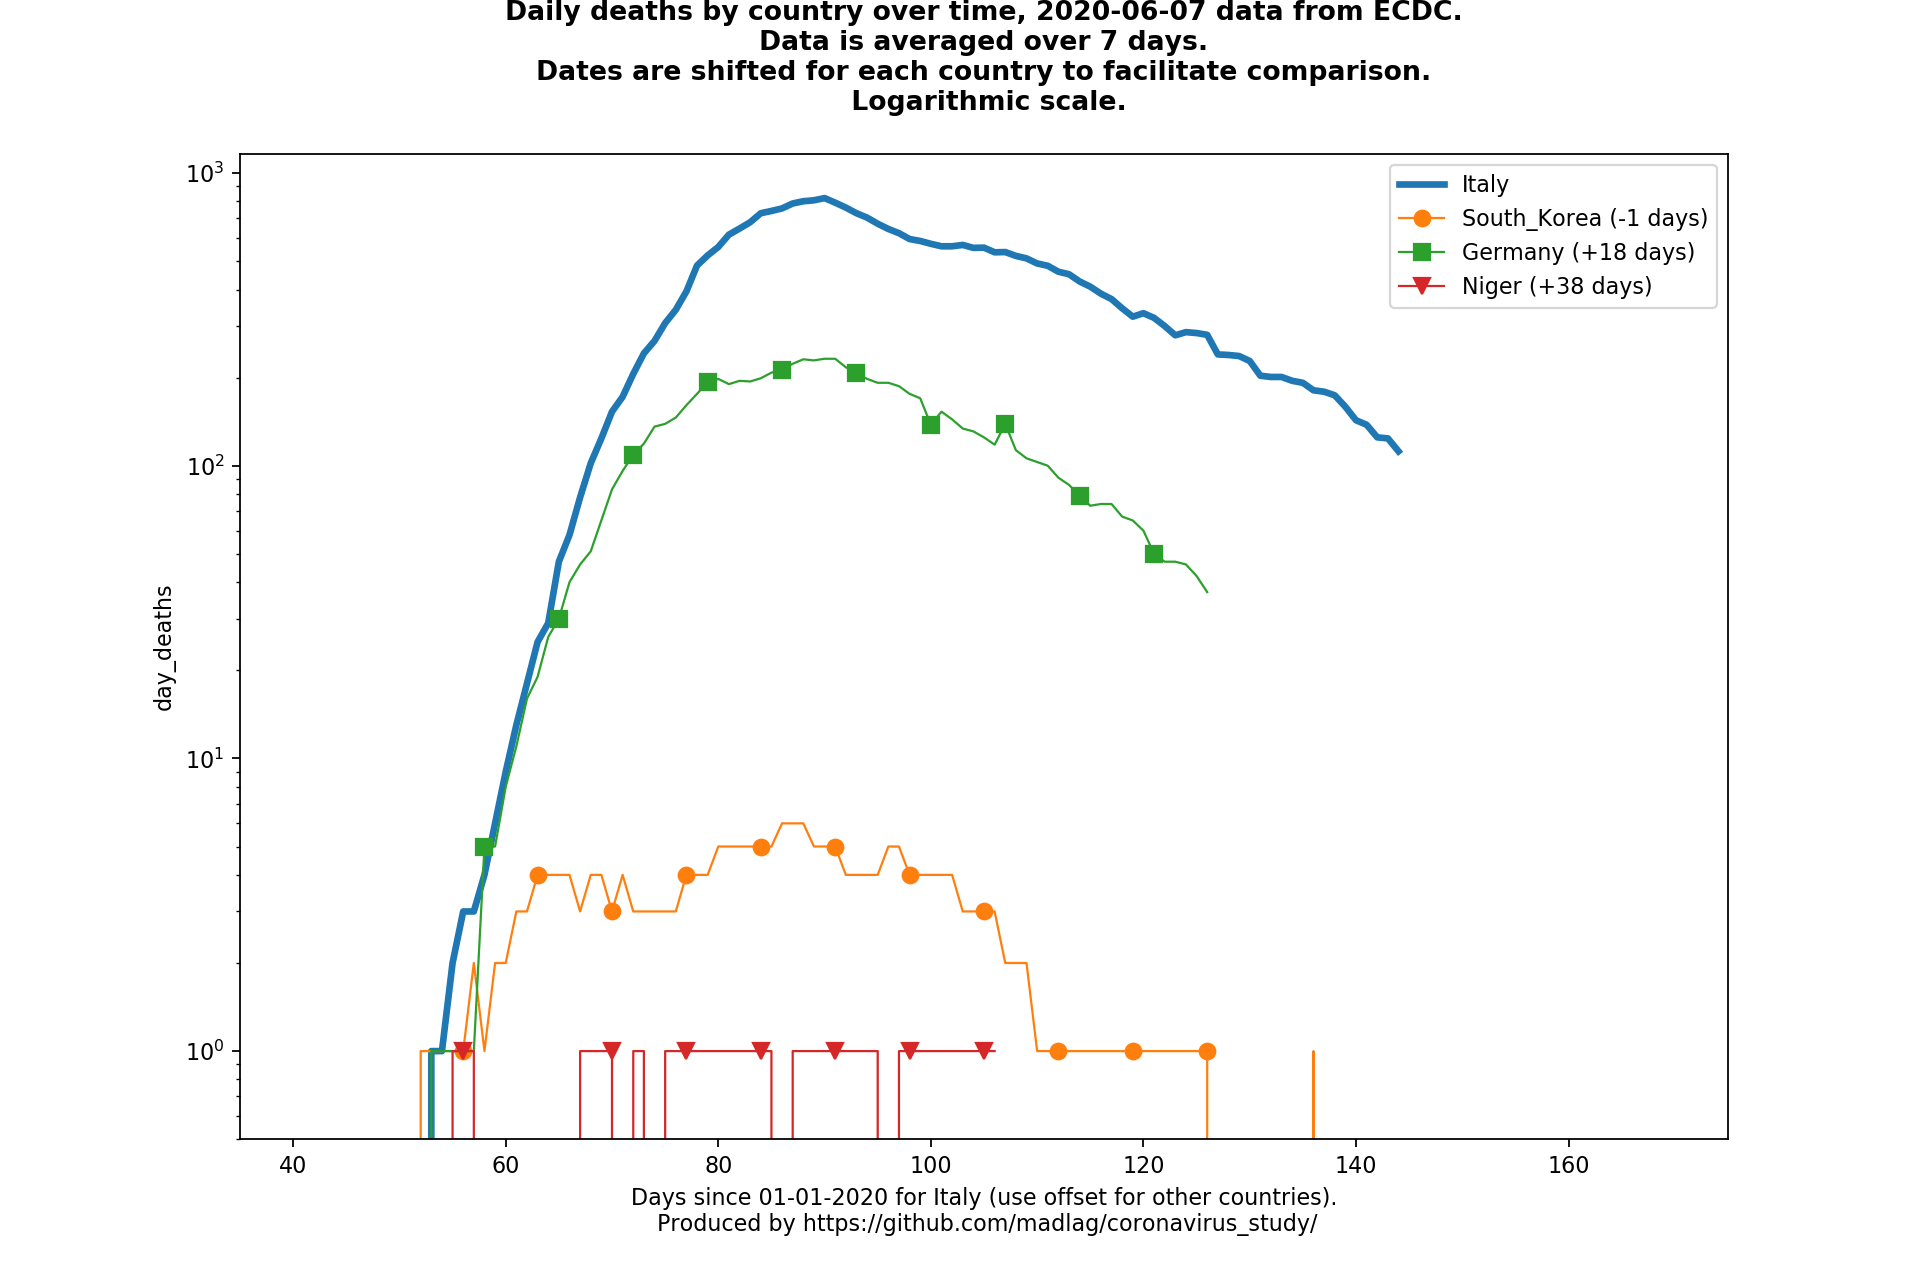 Daily deaths by country over time, 2020-06-07 data from ECDC.
Data is averaged over 7 days.
Dates are shifted for each country to facilitate comparison.
Logarithmic scale.
10³
10²
10¹
10⁰
day_deaths
Italy
South_Korea (-1 days)
Germany (+18 days)
Niger (+38 days)
40 60 80 100 120 140 160
Days since 01-01-2020 for Italy (use offset for other countries).
Produced by https://github.com/madlag/coronavirus_study/